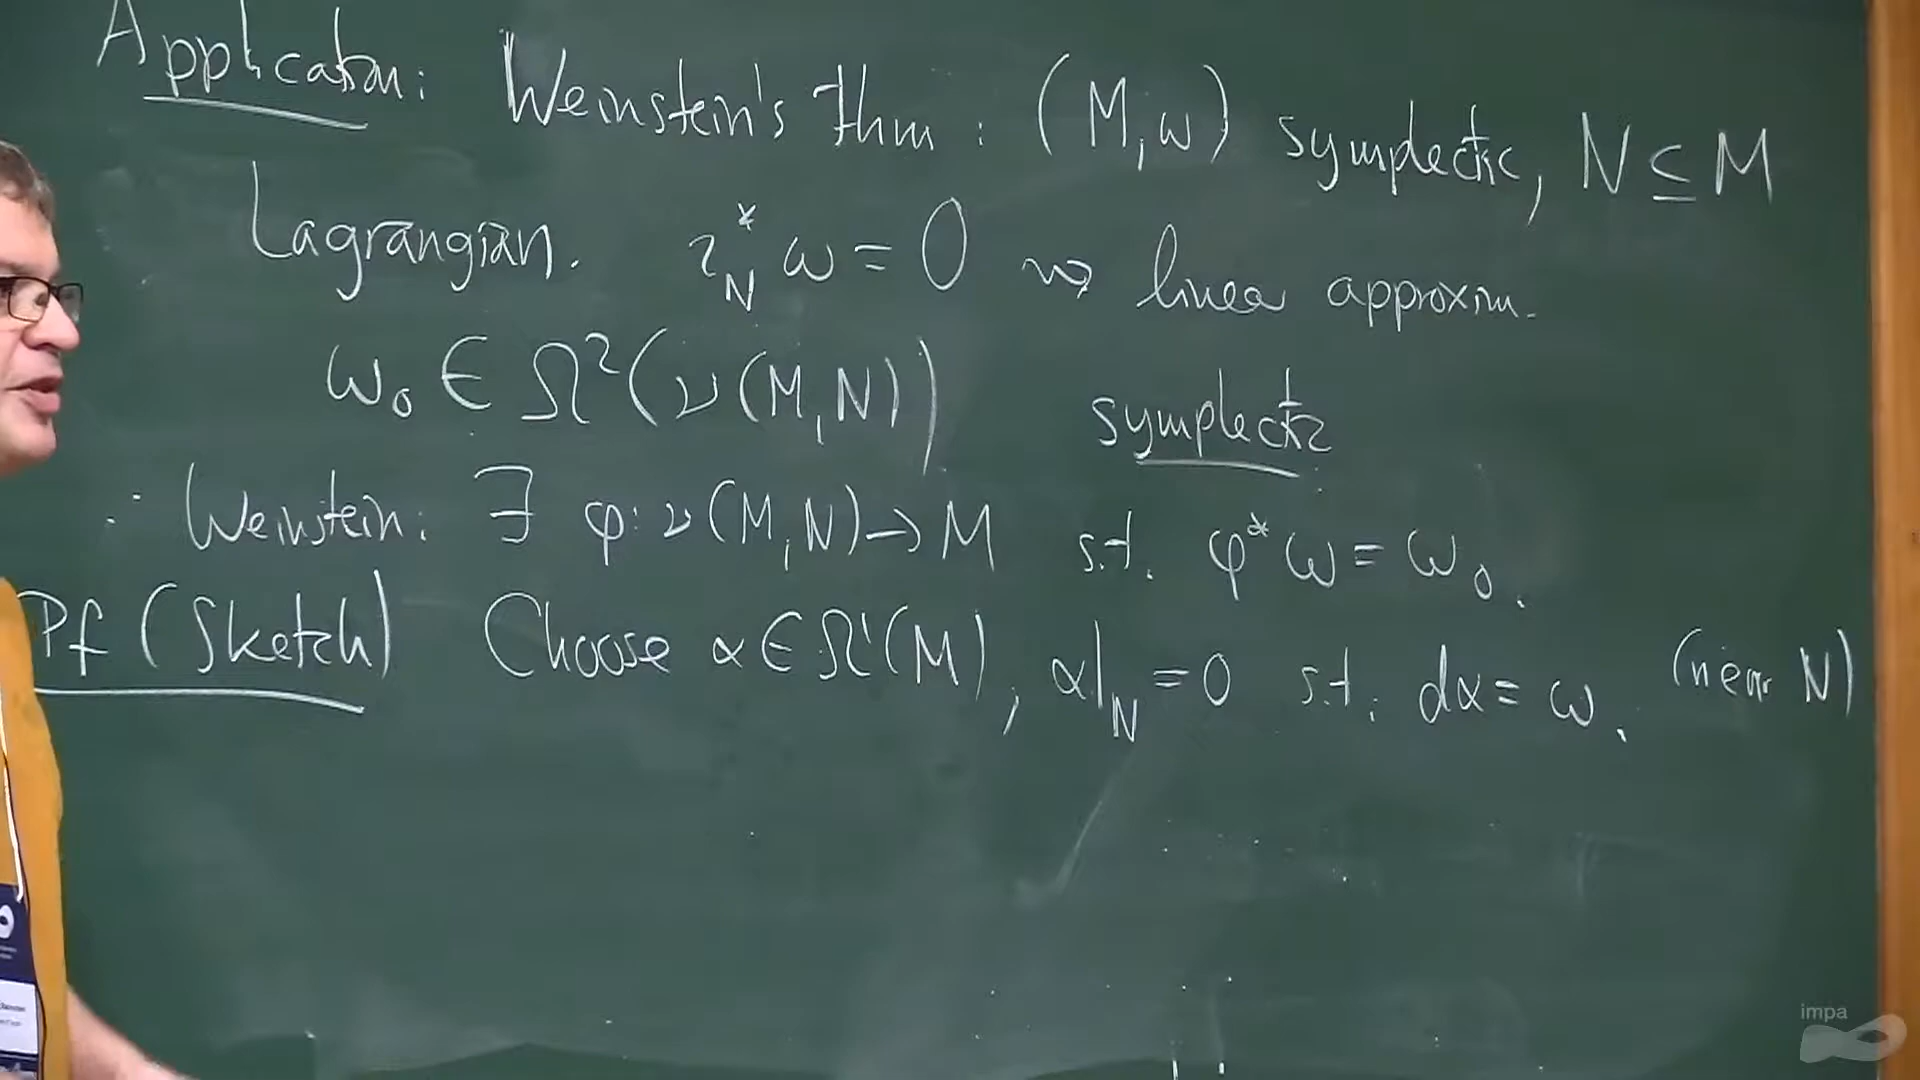 Application: Weinstein's Thm: (M,ω) symplectic, N ⊆ M
Lagrangian. i*_N ω = 0 ⇝ linear approxim.
ω₀ ∈ Ω²(ν(M,N)) symplectic
∴ Weinstein: ∃ φ: ν(M,N) → M s.t. φ*ω = ω₀.
Pf (Sketch) Choose α ∈ Ω¹(M), α|_N = 0 s.t. dα = ω. (near N)
impa